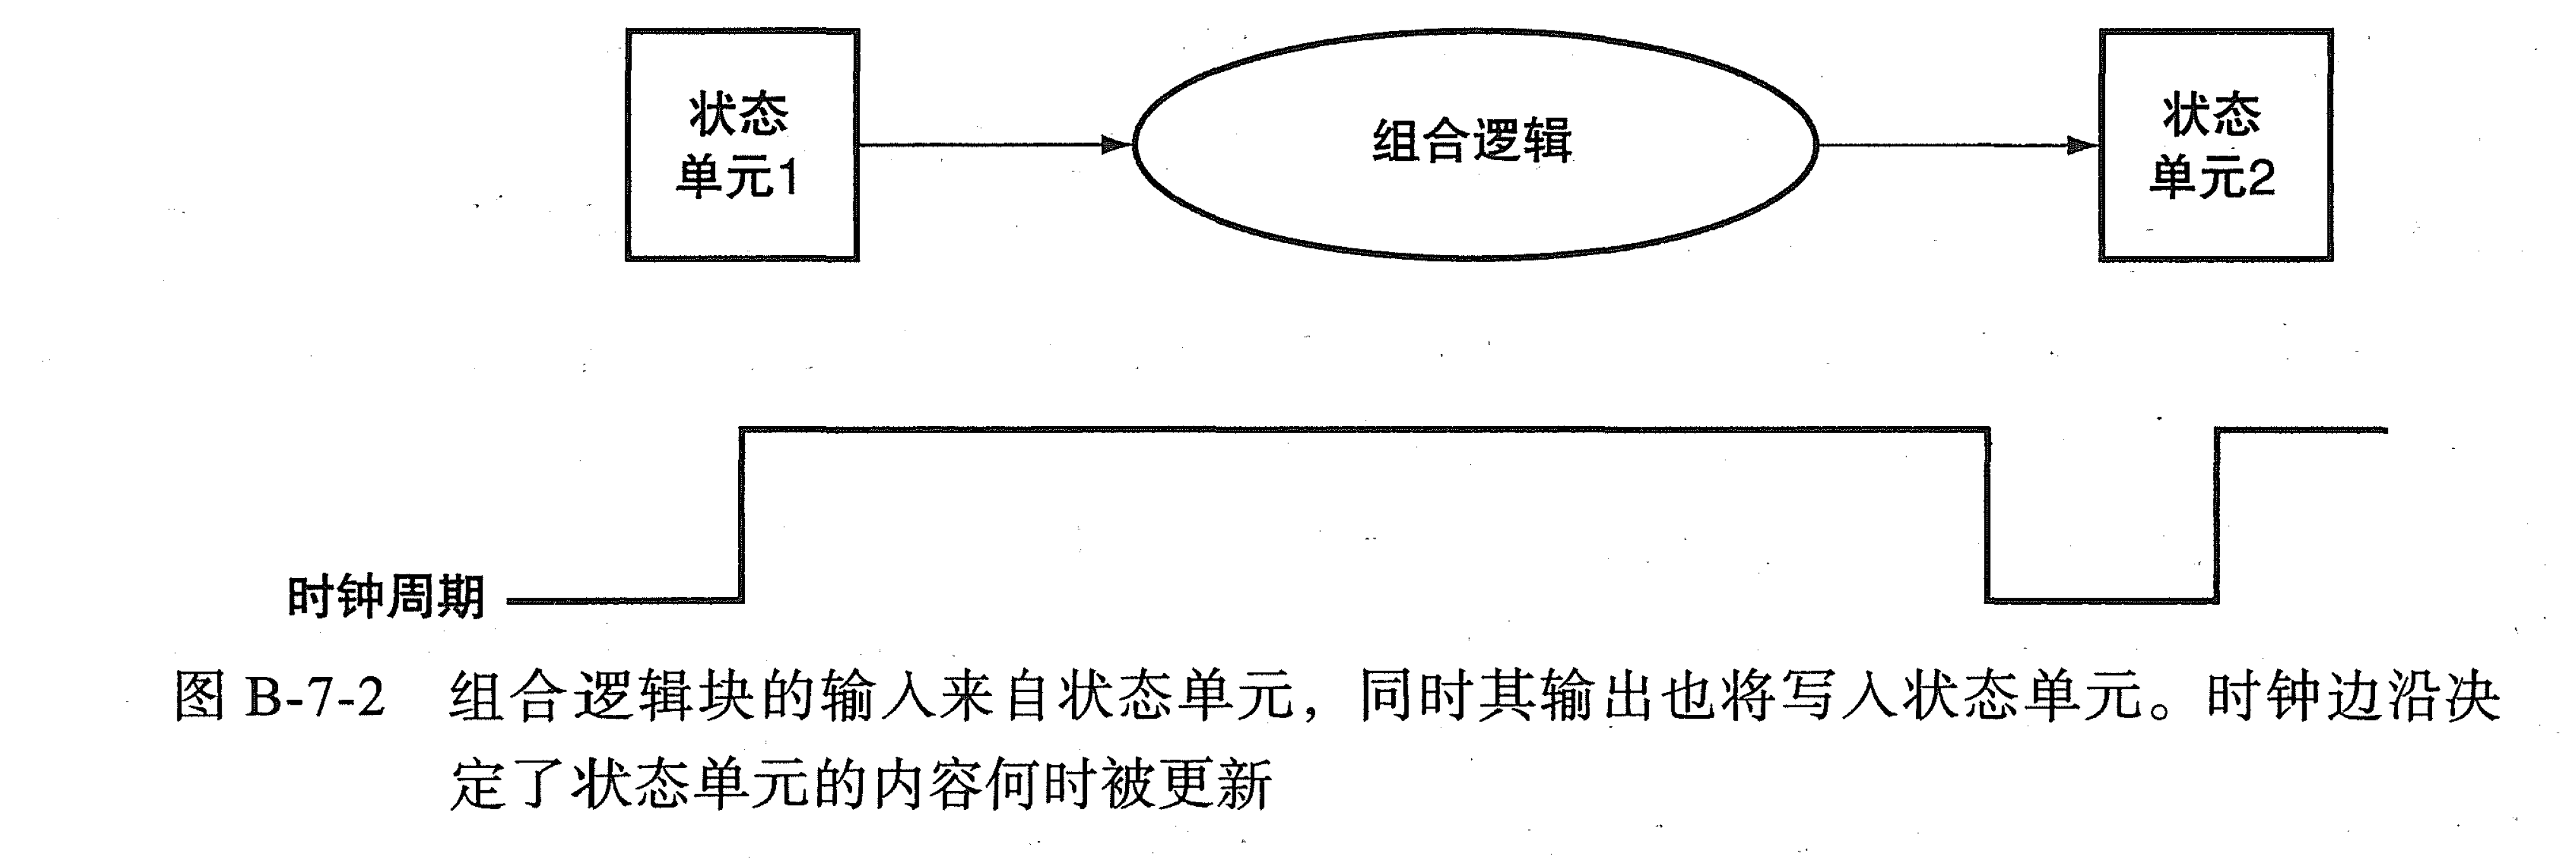 状态
单元1
组合逻辑
状态
单元2
时钟周期
图 B-7-2 组合逻辑块的输入来自状态单元，同时其输出也将写入状态单元。时钟边沿决
定了状态单元的内容何时被更新